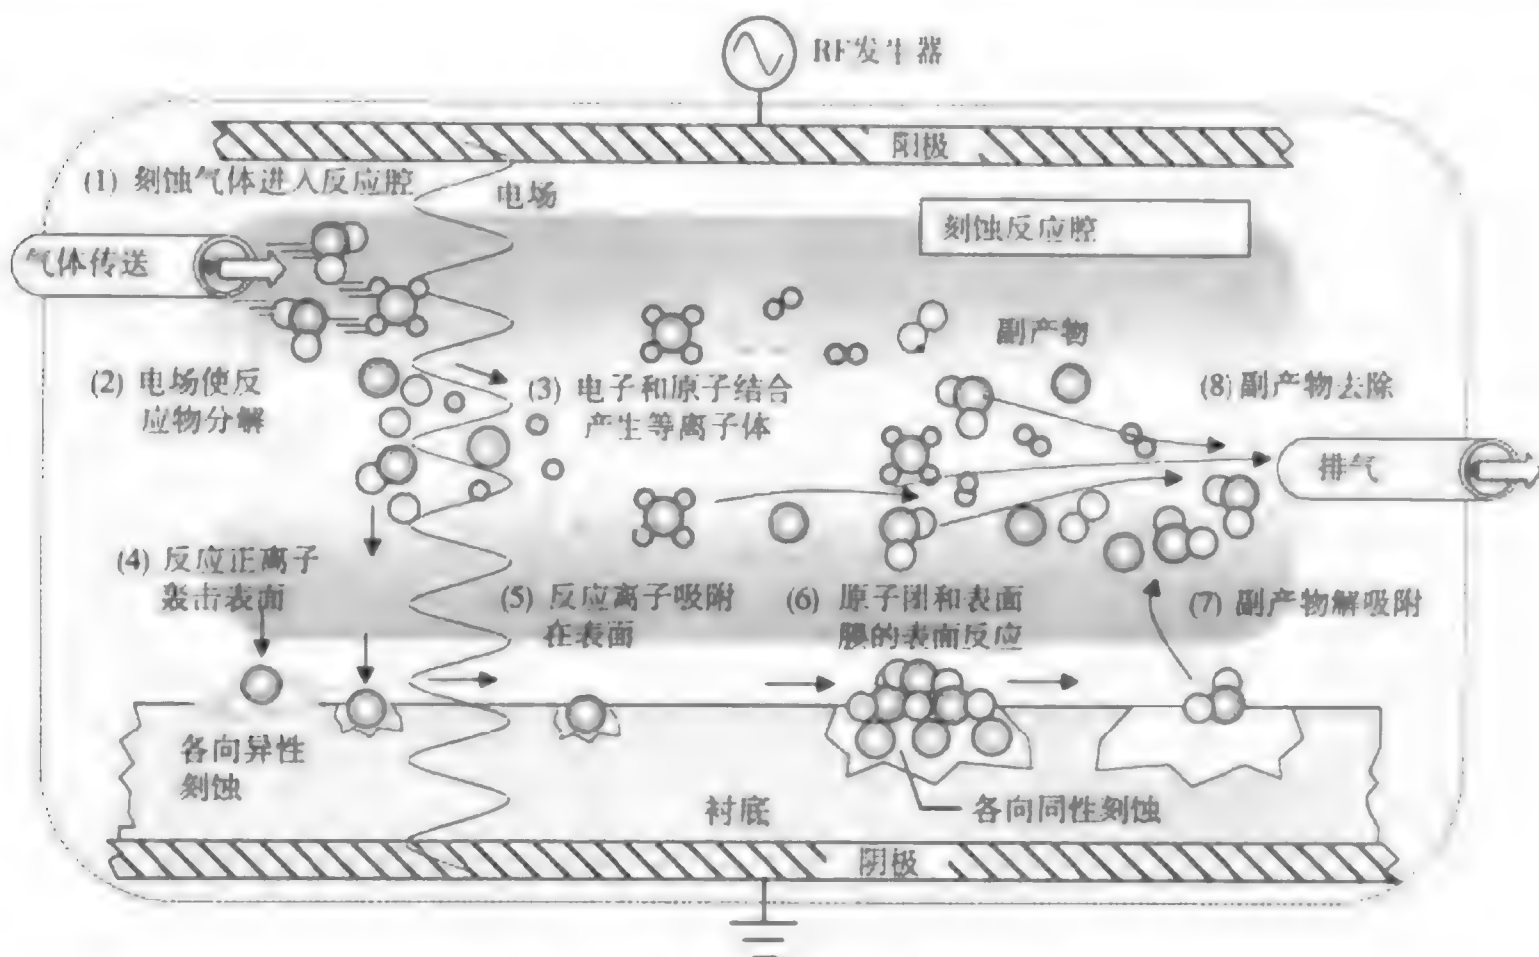 RF发生器
阳极
(1) 刻蚀气体进入反应腔
电场
刻蚀反应腔
气体传送
副产物
(2) 电场使反
应物分解
(3) 电子和原子结合
产生等离子体
(8) 副产物去除
排气
(4) 反应正离子
轰击表面
(5) 反应离子吸附
在表面
(6) 原子团和表面
膜的表面反应
(7) 副产物解吸附
各向异性
刻蚀
衬底
各向同性刻蚀
阴极